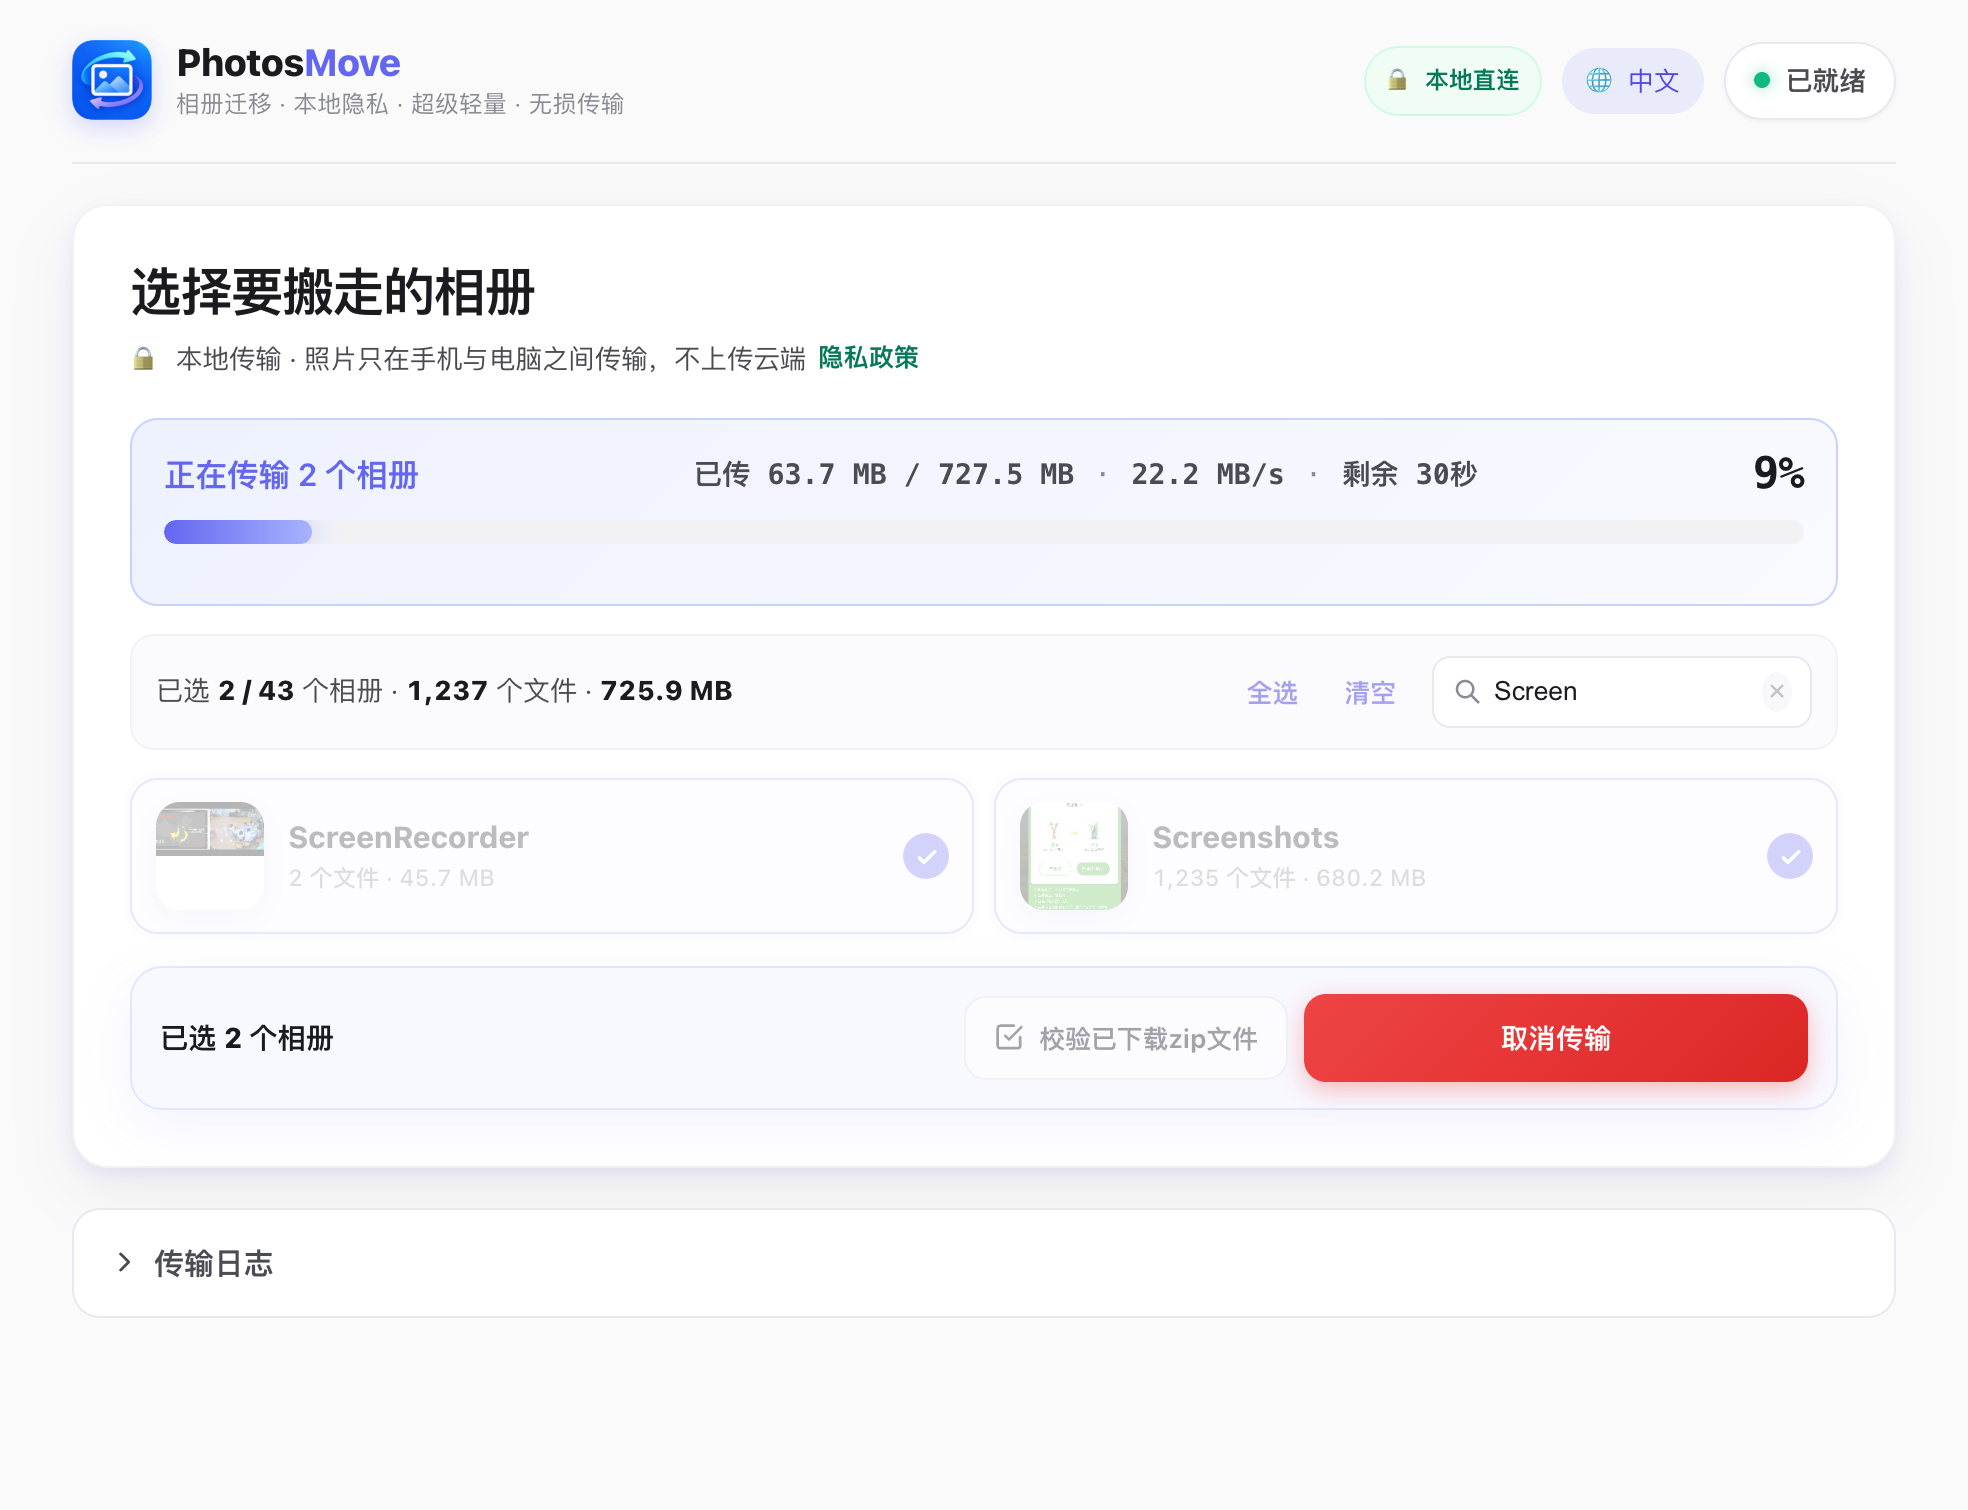 PhotosMove
相册迁移 · 本地隐私 · 超级轻量 · 无损传输
本地直连
中文
已就绪
选择要搬走的相册
本地传输 · 照片只在手机与电脑之间传输，不上传云端 隐私政策
正在传输 2 个相册
已传 63.7 MB / 727.5 MB · 22.2 MB/s · 剩余 30秒
9%
已选 2 / 43 个相册 · 1,237 个文件 · 725.9 MB
全选
清空
Screen
ScreenRecorder
2 个文件 · 45.7 MB
Screenshots
1,235 个文件 · 680.2 MB
已选 2 个相册
校验已下载zip文件
取消传输
传输日志